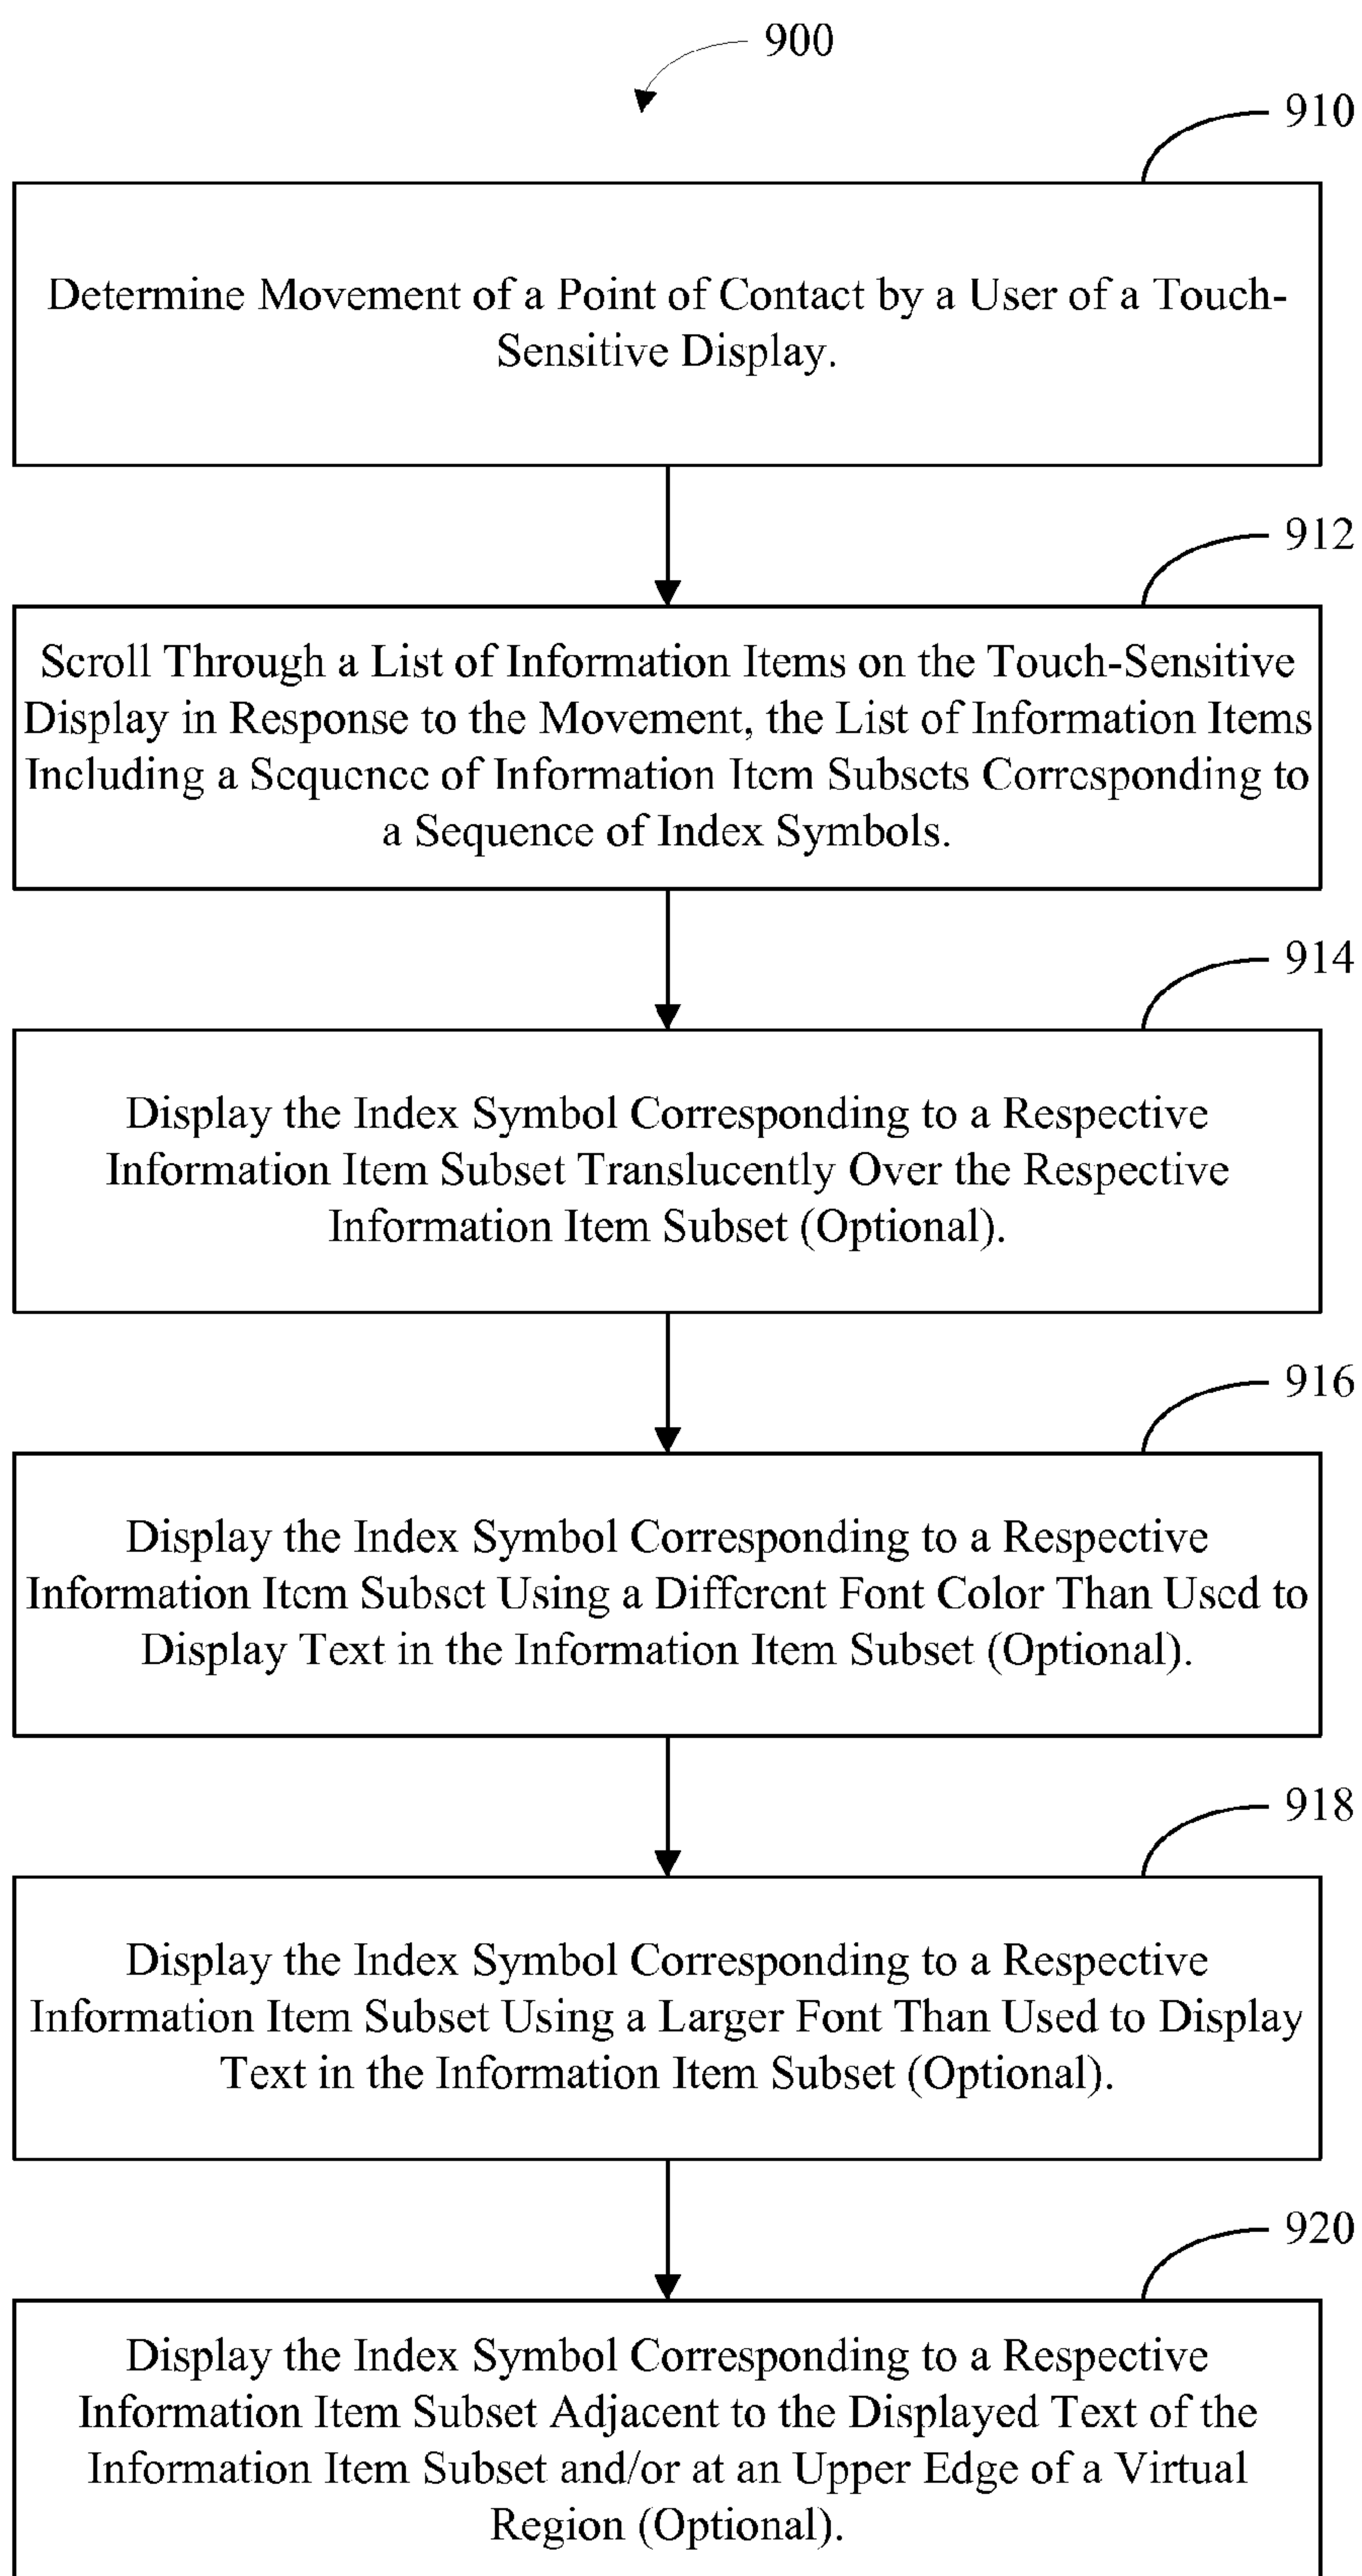 900
910
Determine Movement of a Point of Contact by a User of a Touch-
Sensitive Display.
912
Scroll Through a List of Information Items on the Touch-Sensitive
Display in Response to the Movement, the List of Information Items
Including a Sequence of Information Item Subsets Corresponding to
a Sequence of Index Symbols.
914
Display the Index Symbol Corresponding to a Respective
Information Item Subset Translucently Over the Respective
Information Item Subset (Optional).
916
Display the Index Symbol Corresponding to a Respective
Information Item Subset Using a Different Font Color Than Used to
Display Text in the Information Item Subset (Optional).
918
Display the Index Symbol Corresponding to a Respective
Information Item Subset Using a Larger Font Than Used to Display
Text in the Information Item Subset (Optional).
920
Display the Index Symbol Corresponding to a Respective
Information Item Subset Adjacent to the Displayed Text of the
Information Item Subset and/or at an Upper Edge of a Virtual
Region (Optional).